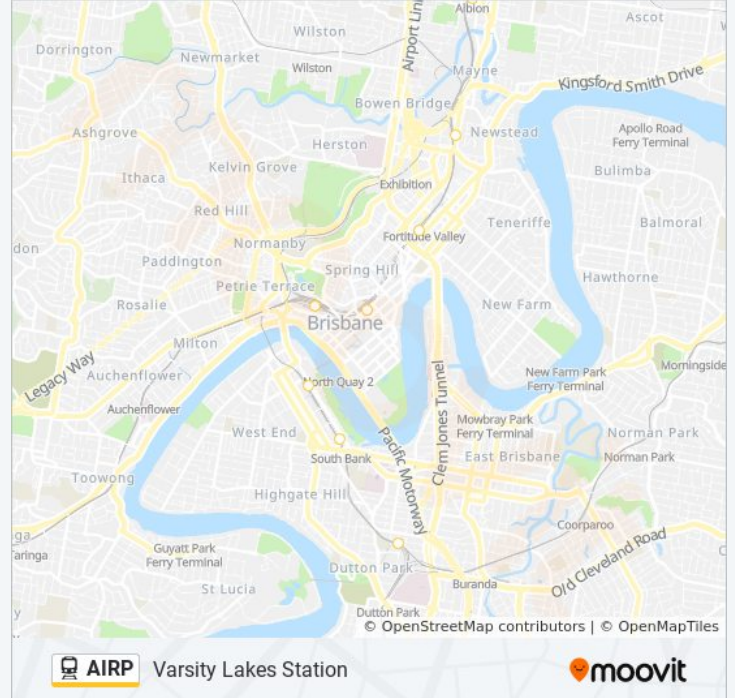 Albion
Ascot
Wilston
Dorrington
Airport Lin
Newmarket
Wilston
Mayne
Kingsford Smith Drive
Bowen Bridge
Ashgrove
Newstead
Apollo Road
Ferry Terminal
Herston
Kelvin Grove
Bulimba
Ithaca
Exhibition
Red Hill
Teneriffe
Balmoral
Normanby
Fortitude Valley
don
Paddington
Spring Hill
Hawthorne
Petrie Terrace
Rosalie
New Farm
Brisbane
Milton
Legacy Way
Auchenflower
North Quay 2
Clem Jones Tunnel
New Farm Park
Ferry Terminal
Morningside
Auchenflower
Mowbray Park
Ferry Terminal
West End
Pacific Motorway
Norman Park
South Bank
East Brisbane
Norman Park
Toowong
Highgate Hill
Coorparoo
ga
aringa
Guyatt Park
Ferry Terminal
Old Cleveland Road
C
Dutton Park
St Lucia
Buranda
y
Dutton Park
© OpenStreetMap contributors | © OpenMapTiles
AIRP Varsity Lakes Station
moovit